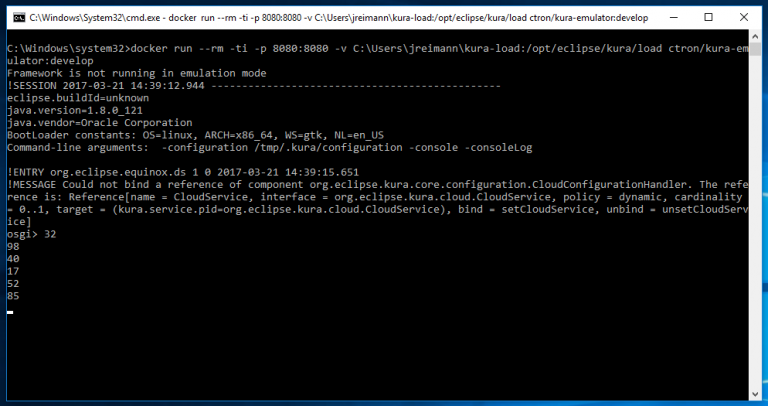 C:\Windows\System32\cmd.exe - docker run --rm -ti -p 8080:8080 -v C:\Users\jreimann\kura-load:/opt/eclipse/kura/load ctron/kura-emulator:develop
C:\Windows\system32>docker run --rm -ti -p 8080:8080 -v C:\Users\jreimann\kura-load:/opt/eclipse/kura/load ctron/kura-em
ulator:develop
Framework is not running in emulation mode
!SESSION 2017-03-21 14:39:12.944 -----------------------------------------------
eclipse.buildId=unknown
java.version=1.8.0_121
java.vendor=Oracle Corporation
BootLoader constants: OS=linux, ARCH=x86_64, WS=gtk, NL=en_US
Command-line arguments:  -configuration /tmp/.kura/configuration -console -consoleLog
!ENTRY org.eclipse.equinox.ds 1 0 2017-03-21 14:39:15.651
!MESSAGE Could not bind a reference of component org.eclipse.kura.core.configuration.CloudConfigurationHandler. The refe
rence is: Reference[name = CloudService, interface = org.eclipse.kura.cloud.CloudService, policy = dynamic, cardinality
= 0..1, target = (kura.service.pid=org.eclipse.kura.cloud.CloudService), bind = setCloudService, unbind = unsetCloudServ
ice]
osgi> 32
98
40
17
52
85